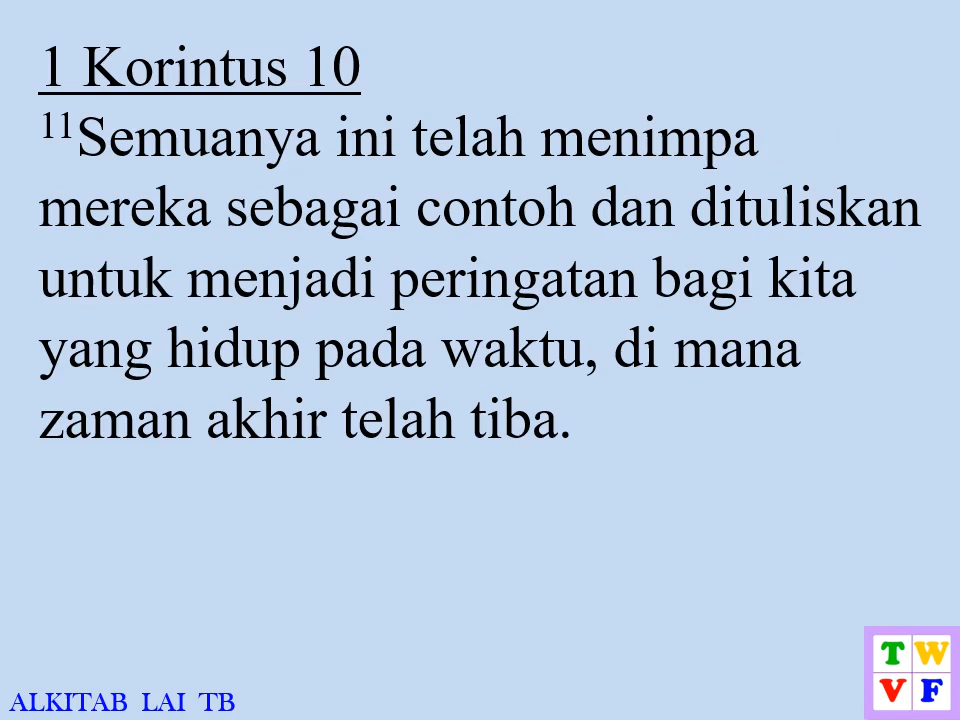 1 Korintus 10
11Semuanya ini telah menimpa
mereka sebagai contoh dan dituliskan
untuk menjadi peringatan bagi kita
yang hidup pada waktu, di mana
zaman akhir telah tiba.
T W
V F
ALKITAB LAI TB